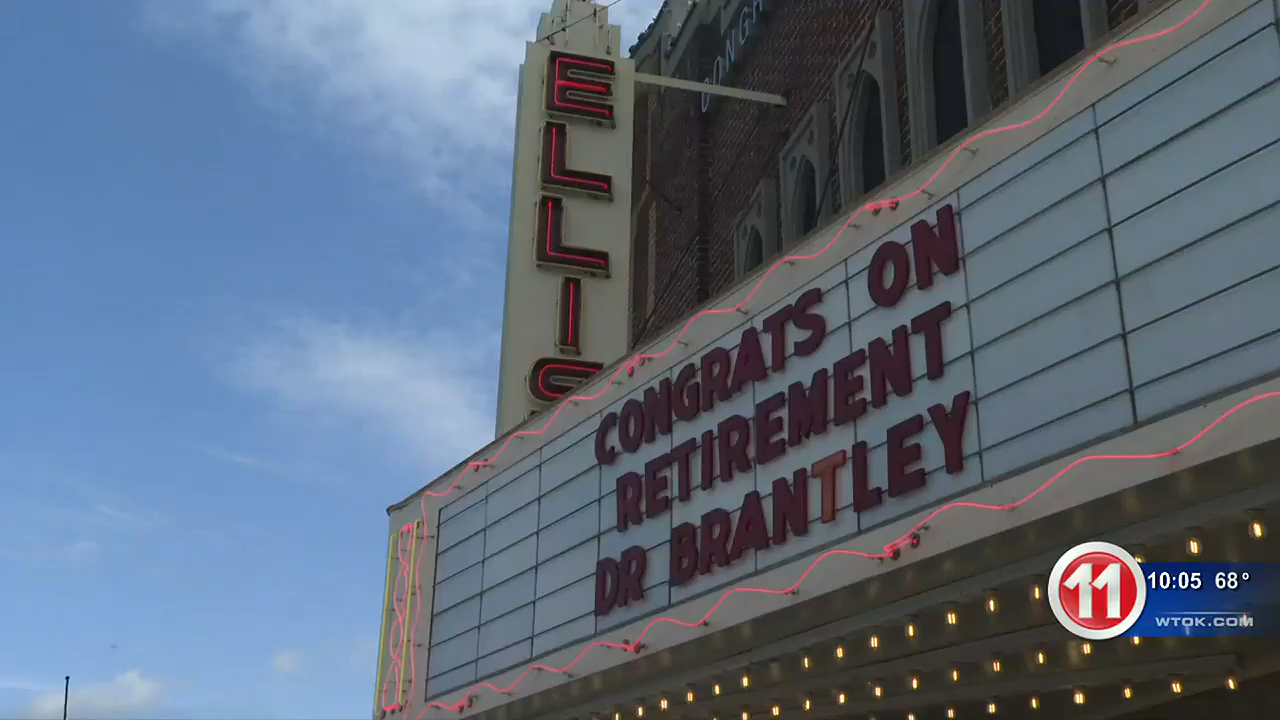 ELLIS
CONGRATS ON
RETIREMENT
DR BRANTLEY
11
10:05 68°
WTOK.COM